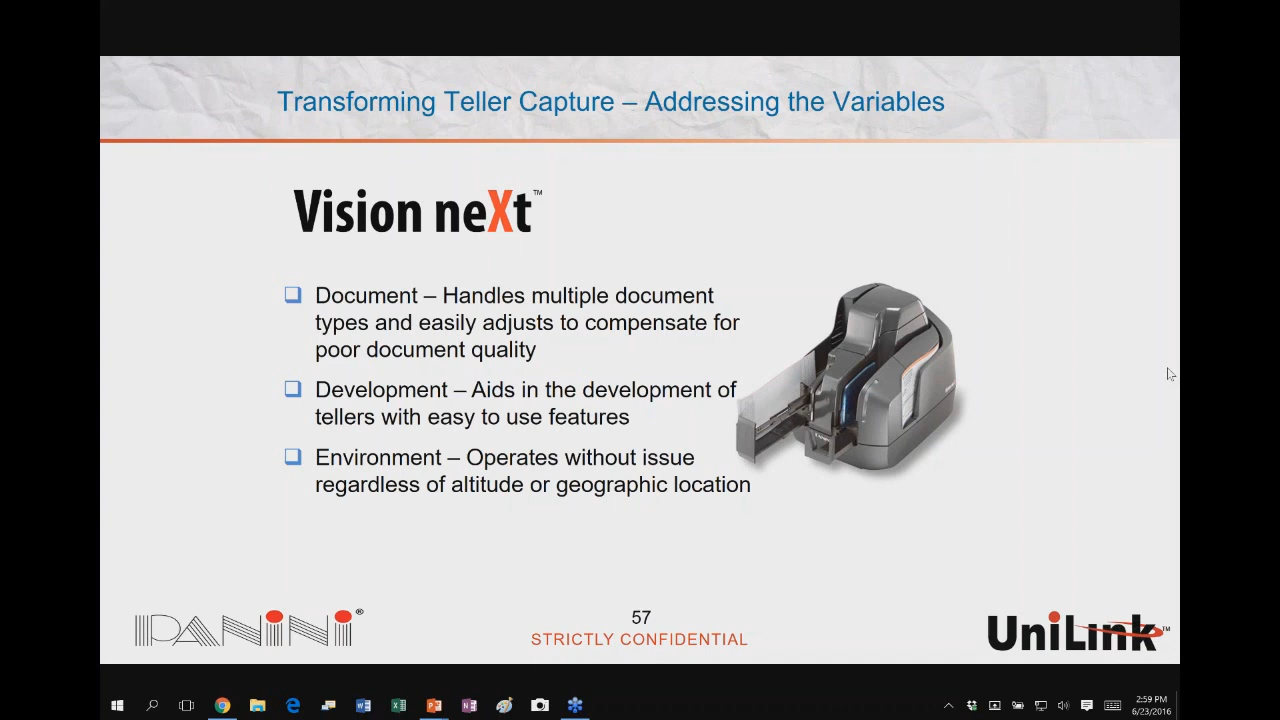 Transforming Teller Capture – Addressing the Variables
Vision neXt™
Document – Handles multiple document
types and easily adjusts to compensate for
poor document quality
Development – Aids in the development of
tellers with easy to use features
Environment – Operates without issue
regardless of altitude or geographic location
PANINI®
57
STRICTLY CONFIDENTIAL
UniLink™
2:59 PM
6/23/2016